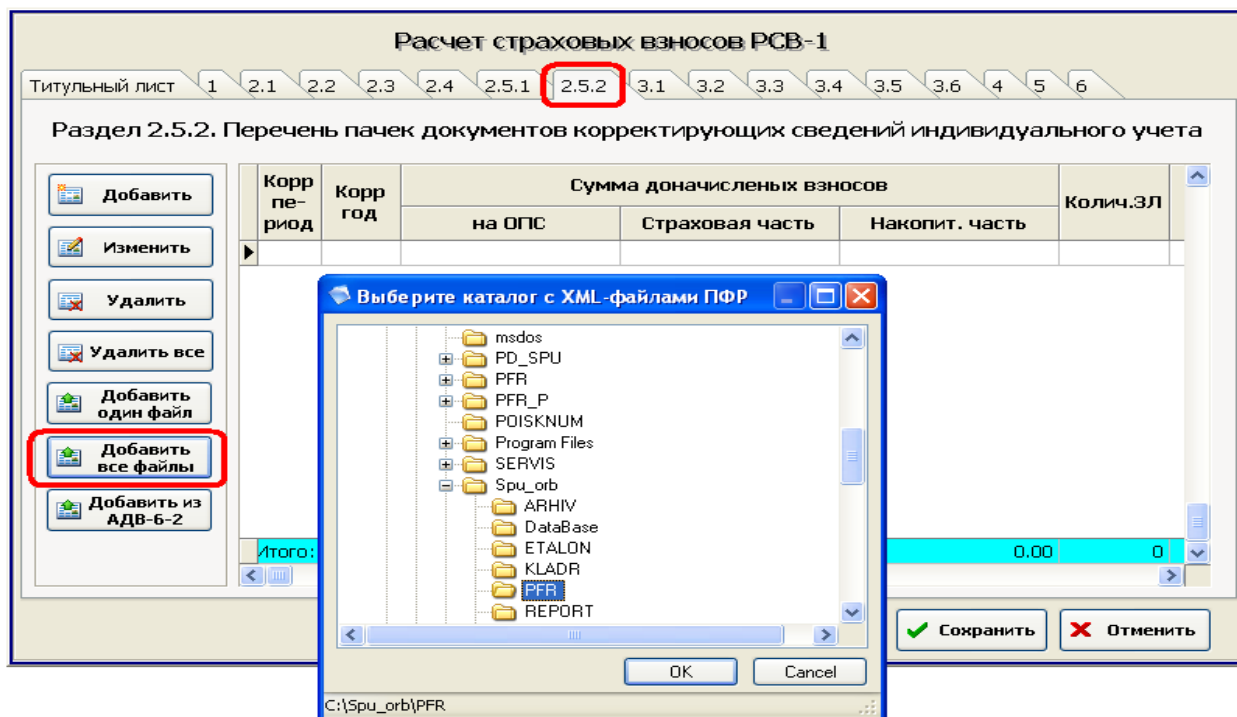 Расчет страховых взносов РСВ-1
Титульный лист 1 2.1 2.2 2.3 2.4 2.5.1 2.5.2 3.1 3.2 3.3 3.4 3.5 3.6 4 5 6
Раздел 2.5.2. Перечень пачек документов корректирующих сведений индивидуального учета
Добавить
Изменить
Удалить
Удалить все
Добавить
один файл
Добавить
все файлы
Добавить из
АДВ-6-2
Корр
пе-
риод
Корр
год
Сумма доначисленых взносов
на ОПС Страховая часть Накопит. часть
Колич.ЗЛ
Выберите каталог с XML-файлами ПФР
msdos
PD_SPU
PFR
PFR_P
POISKNUM
Program Files
SERVIS
Spu_orb
ARHIV
DataBase
ETALON
KLADR
PFR
REPORT
OK Cancel
C:\Spu_orb\PFR
Итого: 0.00 0
Сохранить Отменить